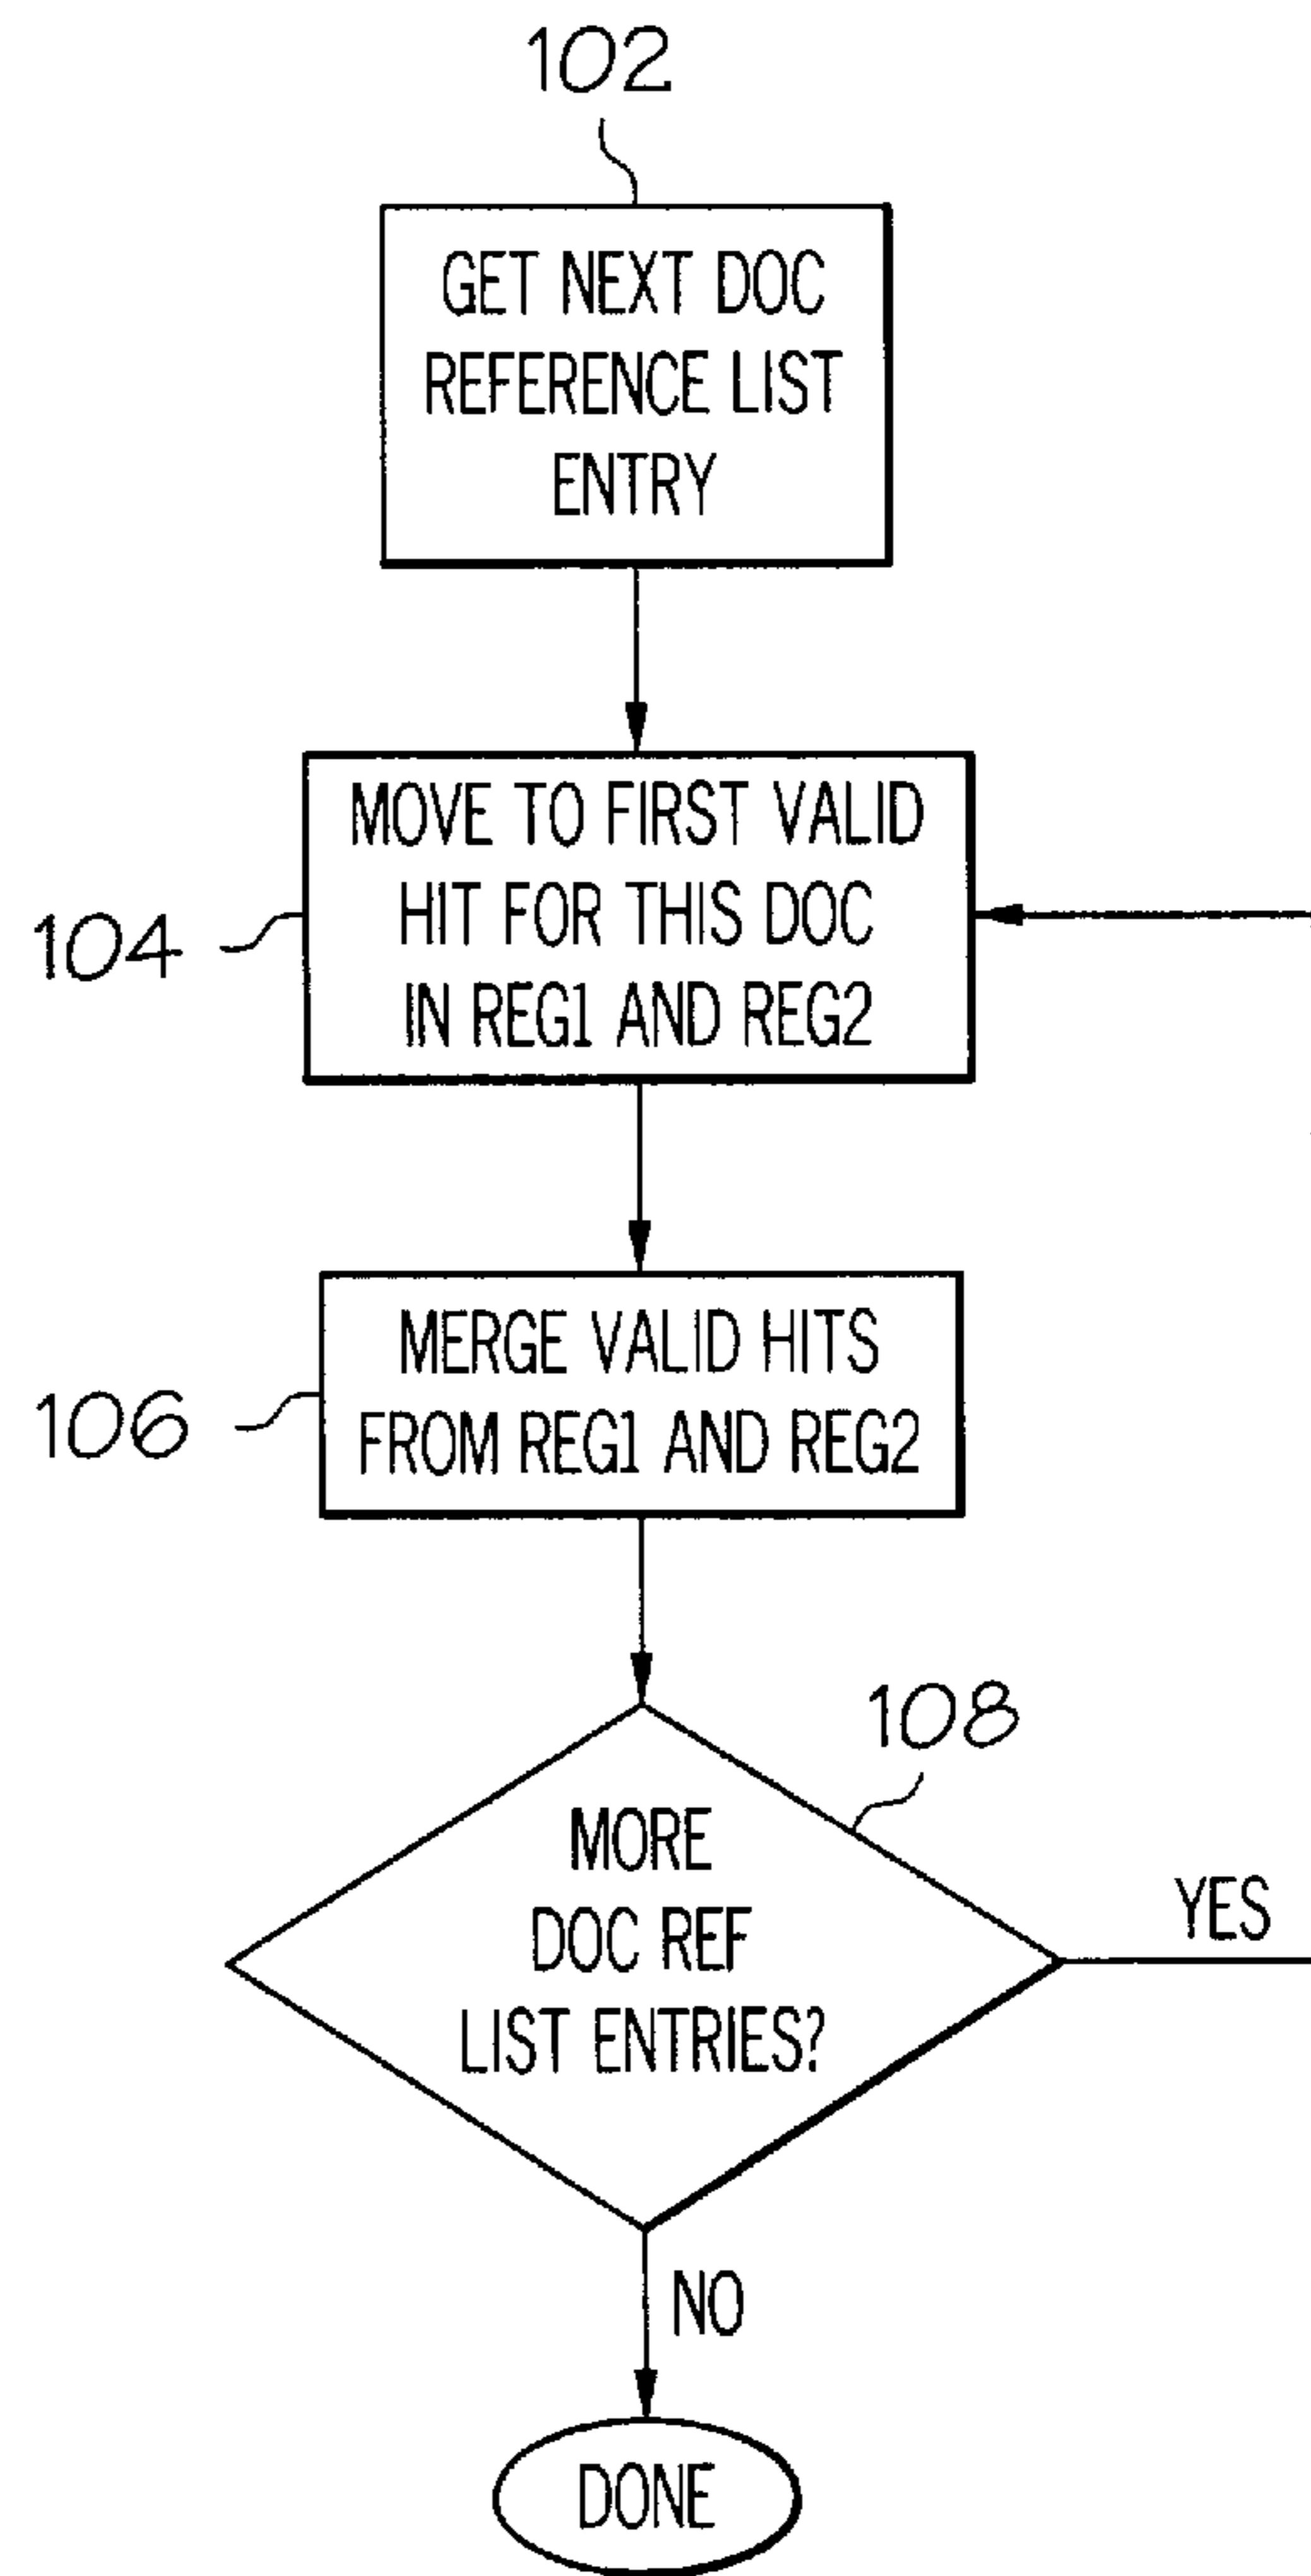 102
GET NEXT DOC
REFERENCE LIST
ENTRY
MOVE TO FIRST VALID
HIT FOR THIS DOC
IN REG1 AND REG2
104
MERGE VALID HITS
FROM REG1 AND REG2
106
108
MORE
DOC REF
LIST ENTRIES?
YES
NO
DONE